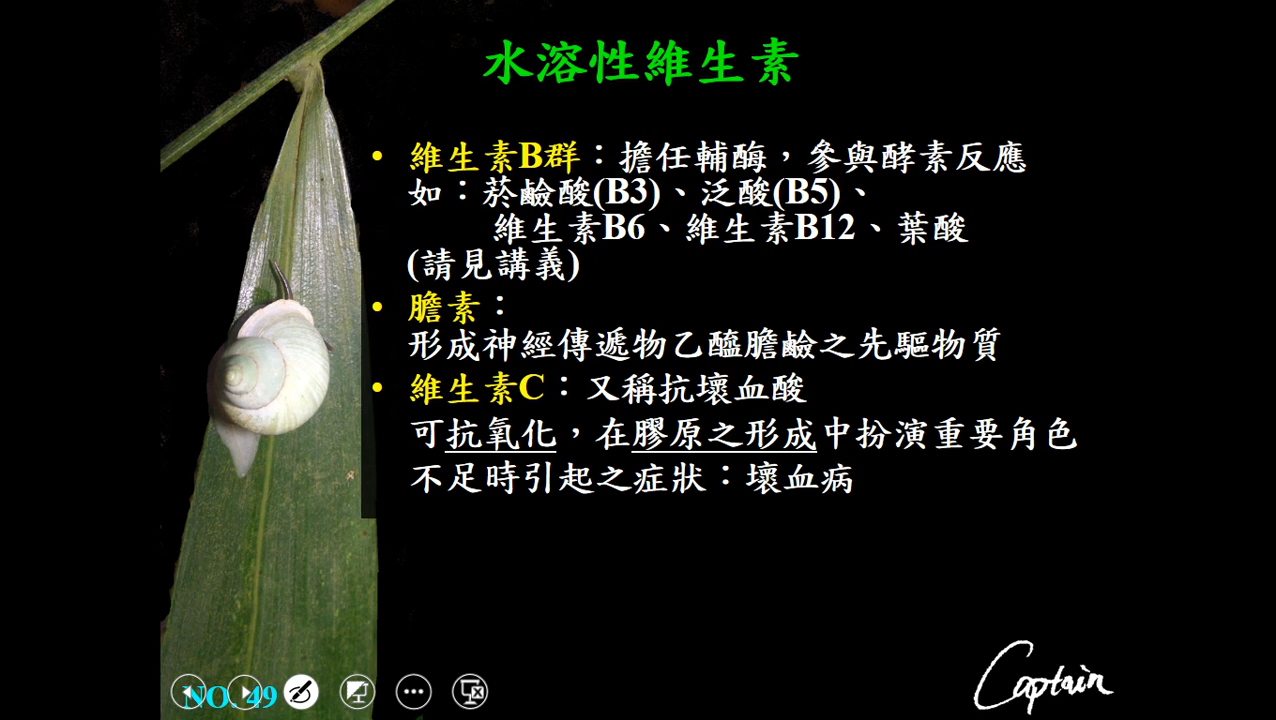 水溶性維生素
• 維生素B群：擔任輔酶，參與酵素反應
如：菸鹼酸(B3)、泛酸(B5)、
維生素B6、維生素B12、葉酸
(請見講義)
• 膽素：
形成神經傳遞物乙醯膽鹼之先驅物質
• 維生素C：又稱抗壞血酸
可抗氧化，在膠原之形成中扮演重要角色
不足時引起之症狀：壞血病
NO. 49
Captain